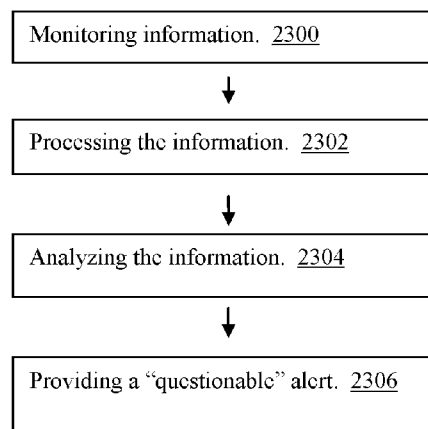 Monitoring information. 2300
Processing the information. 2302
Analyzing the information. 2304
Providing a “questionable” alert. 2306